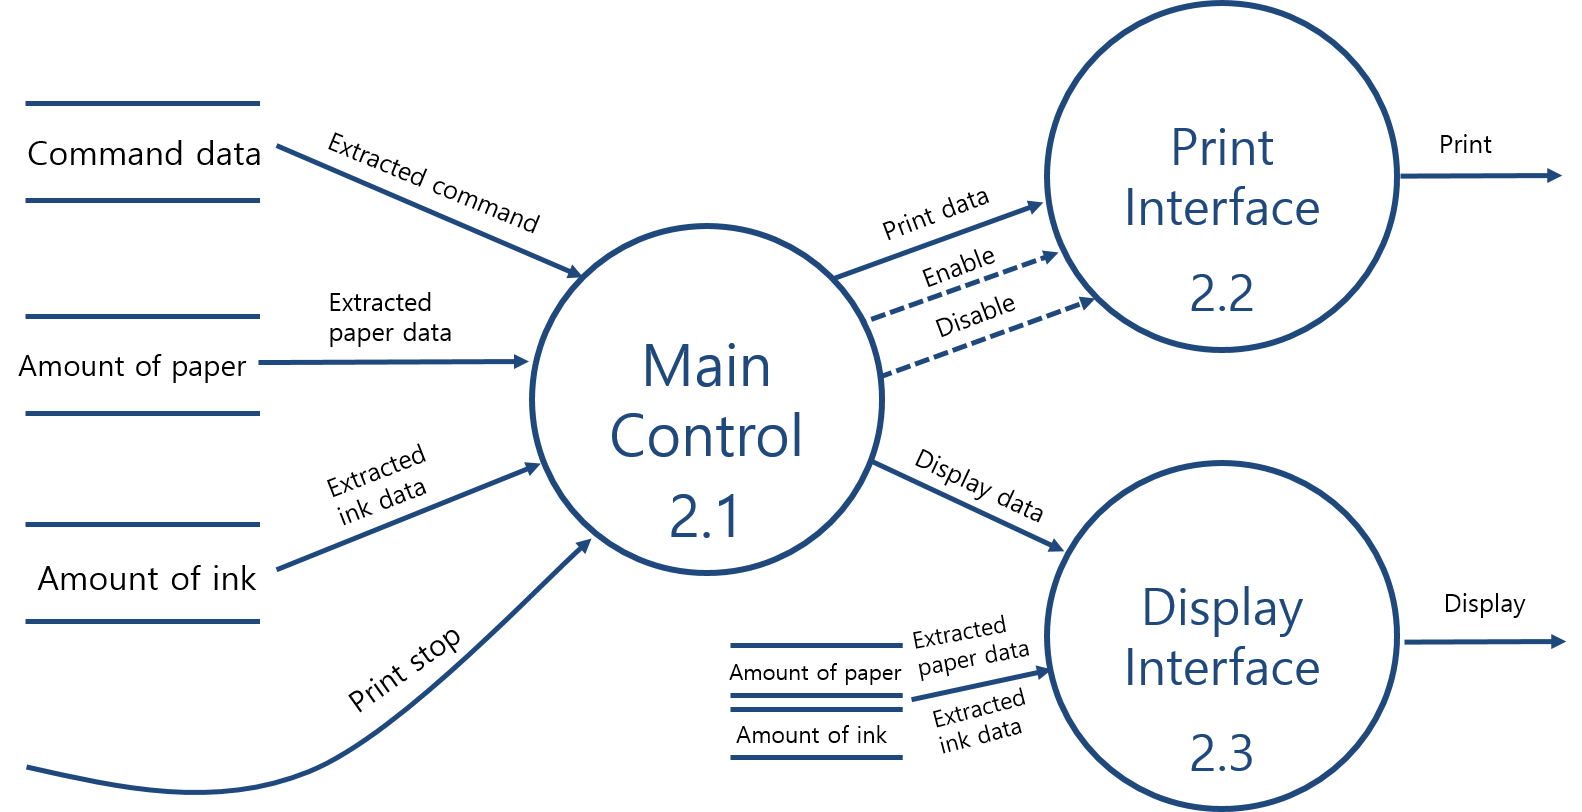 Command data
Extracted command
Amount of paper
Extracted
paper data
Amount of ink
Extracted
ink data
Print stop
Main
Control
2.1
Print data
Enable
Disable
Print
Interface
2.2
Print
Display data
Amount of paper
Amount of ink
Extracted
paper data
Extracted
ink data
Display
Interface
2.3
Display